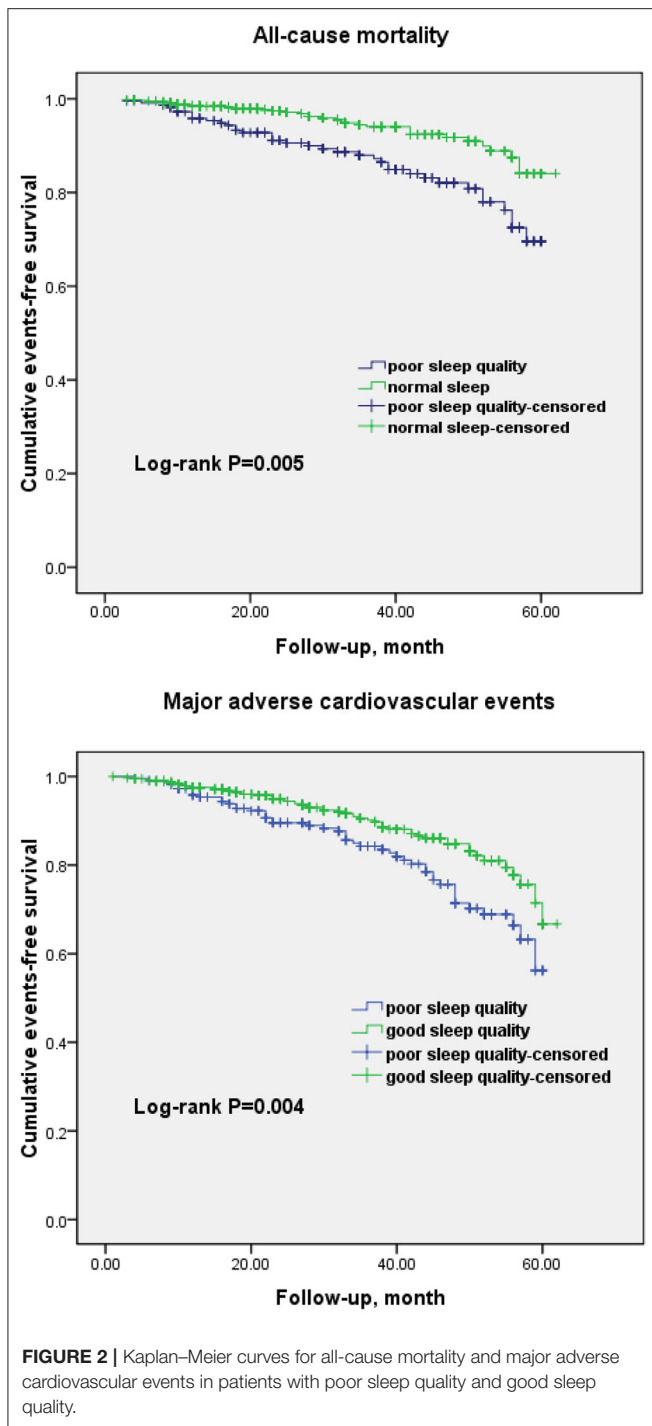 All-cause mortality
1.0
0.8
0.6
0.4
0.2
0.0
Cumulative events-free survival
poor sleep quality
normal sleep
poor sleep quality-censored
normal sleep-censored
Log-rank P=0.005
0.00 20.00 40.00 60.00
Follow-up, month
Major adverse cardiovascular events
1.0
0.8
0.6
0.4
0.2
0.0
Cumulative events-free survival
poor sleep quality
good sleep quality
poor sleep quality-censored
good sleep quality-censored
Log-rank P=0.004
0.00 20.00 40.00 60.00
Follow-up, month
FIGURE 2 | Kaplan–Meier curves for all-cause mortality and major adverse
cardiovascular events in patients with poor sleep quality and good sleep
quality.